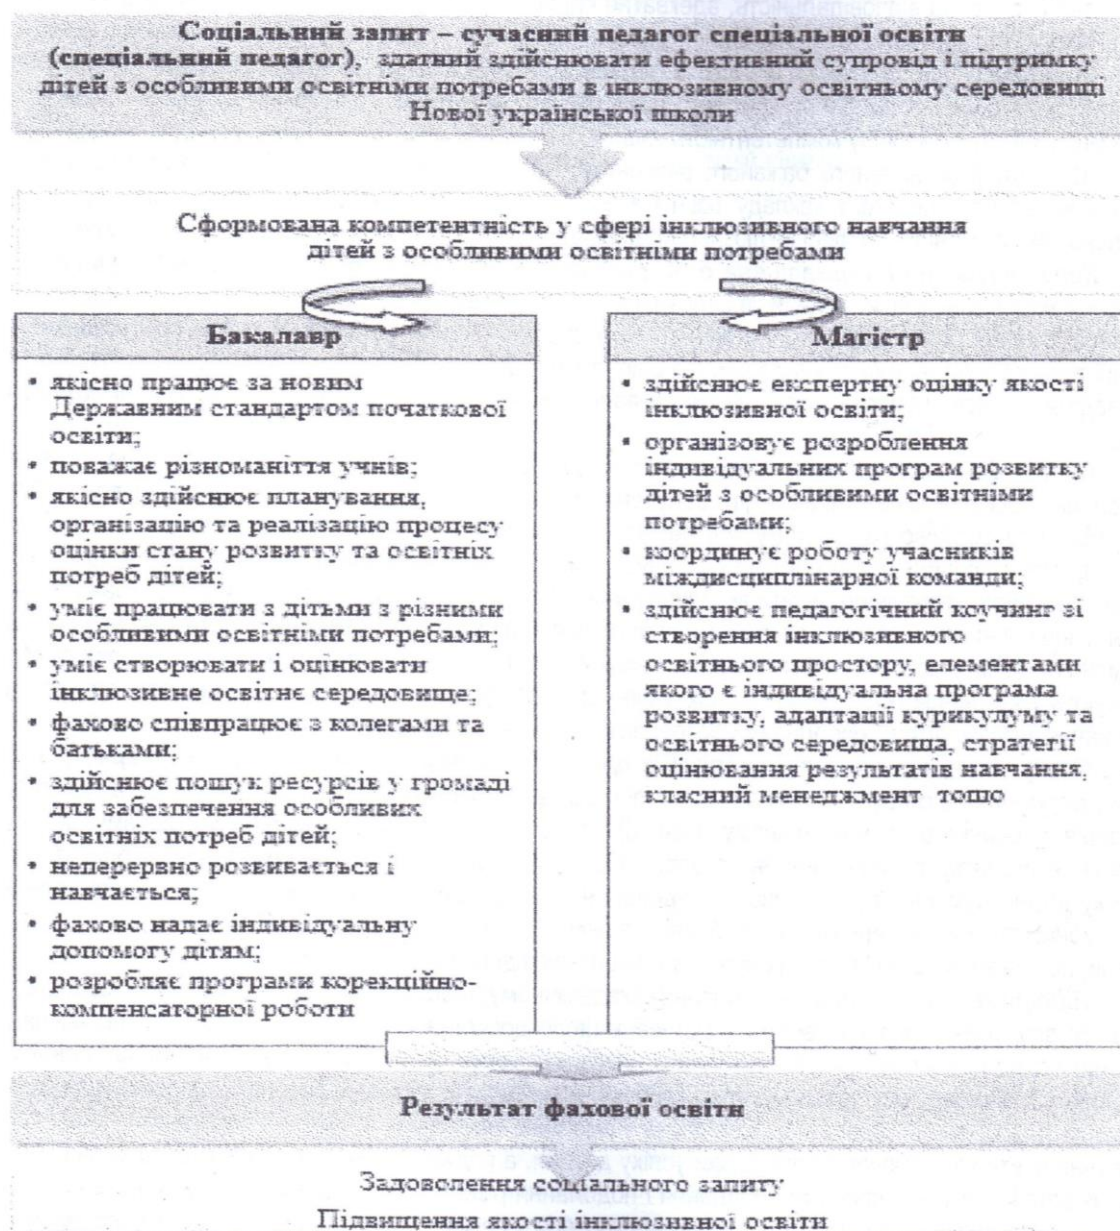 Соціальний запит – сучасний педагог спеціальної освіти
(спеціальний педагог), здатний здійснювати ефективний супровід і підтримку
дітей з особливими освітніми потребами в інклюзивному освітньому середовищі
Нової української школи
Сформована компетентність у сфері інклюзивного навчання
дітей з особливими освітніми потребами
Бакалавр
• якісно працює за новим
Державним стандартом початкової
освіти;
• поважає різноманіття учнів;
• якісно здійснює планування,
організацію та реалізацію процесу
оцінки стану розвитку та освітніх
потреб дітей;
• уміє працювати з дітьми з різними
особливими освітніми потребами;
• уміє створювати і оцінювати
інклюзивне освітнє середовище;
• фахово співпрацює з колегами та
батьками;
• здійснює пошук ресурсів у громаді
для забезпечення особливих
освітніх потреб дітей;
• неперервно розвивається і
навчається;
• фахово надає індивідуальну
допомогу дітям;
• розробляє програми корекційно-
компенсаторної роботи
Магістр
• здійснює експертну оцінку якості
інклюзивної освіти;
• організовує розроблення
індивідуальних програм розвитку
дітей з особливими освітніми
потребами;
• координує роботу учасників
міждисциплінарної команди;
• здійснює педагогічний коучинг зі
створення інклюзивного
освітнього простору, елементами
якого є індивідуальна програма
розвитку, адаптації курикулуму та
освітнього середовища, стратегії
оцінювання результатів навчання,
класний менеджмент тощо
Результат фахової освіти
Задоволення соціального запиту
Підвищення якості інклюзивної освіти